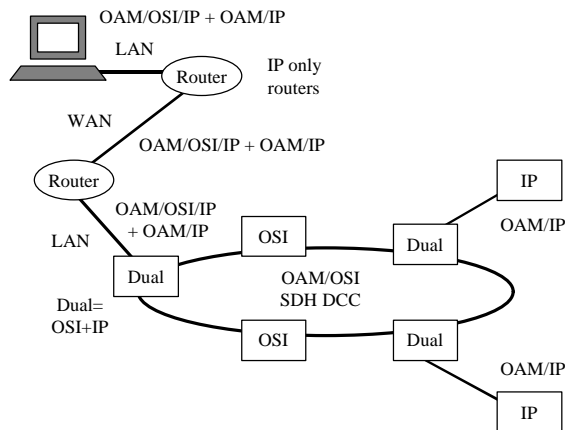 OAM/OSI/IP + OAM/IP
LAN
Router
IP only
routers
WAN
OAM/OSI/IP + OAM/IP
Router
IP
OAM/OSI/IP
+ OAM/IP
OAM/IP
LAN
OSI
Dual
Dual
OAM/OSI
SDH DCC
Dual=
OSI+IP
OSI
Dual
OAM/IP
IP